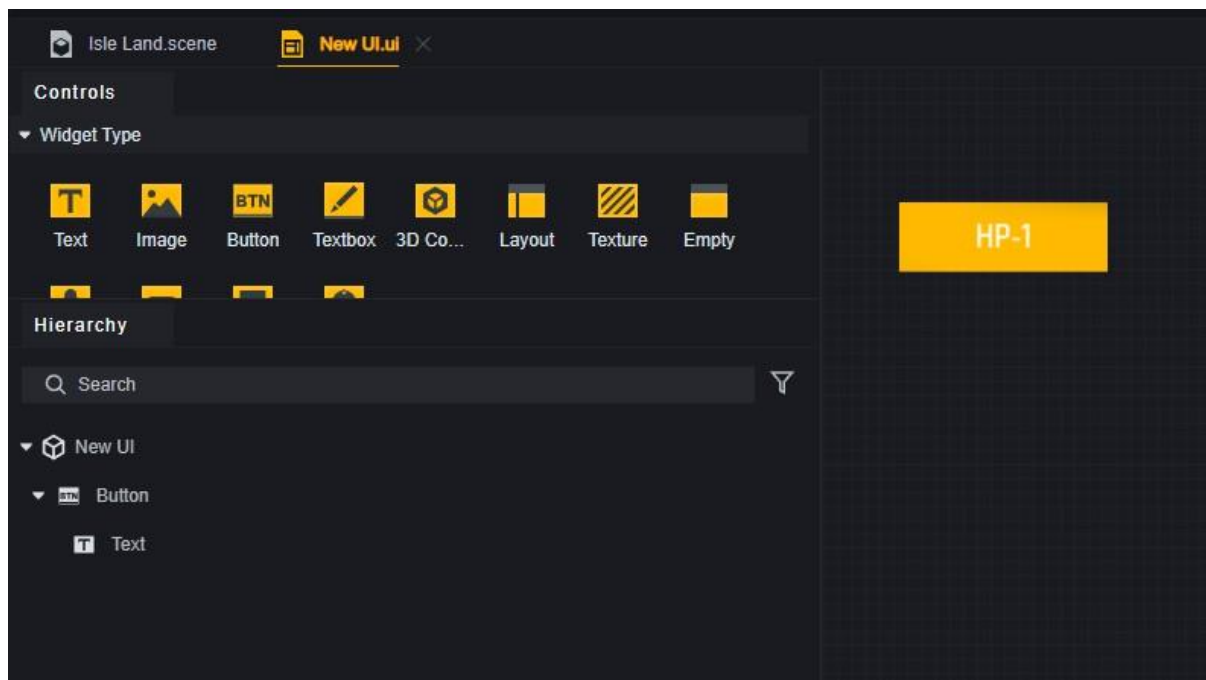 Isle Land.scene
New UI.ui
Controls
Widget Type
BTN
Text Image Button Textbox 3D Co... Layout Texture Empty
HP-1
Hierarchy
Search
New UI
BTN Button
T Text